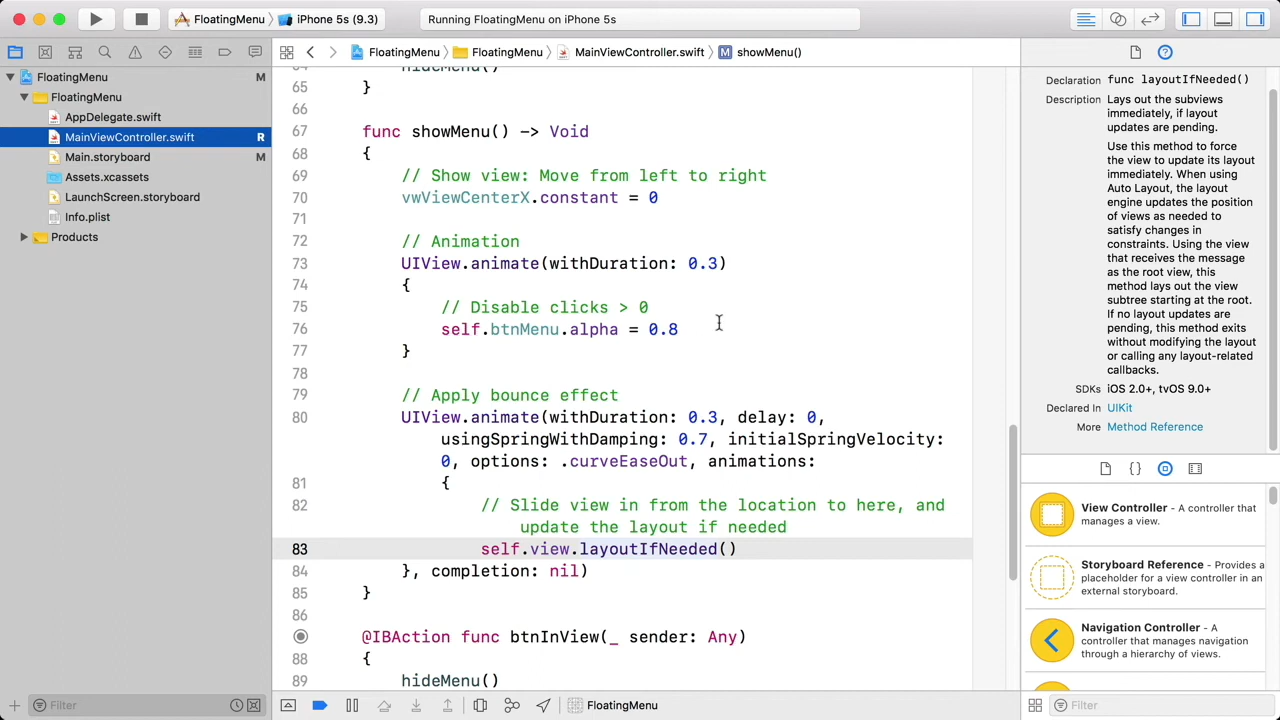 FloatingMenu
iPhone 5s (9.3)
Running FloatingMenu on iPhone 5s
FloatingMenu
M
FloatingMenu
AppDelegate.swift
MainViewController.swift
R
Main.storyboard
M
Assets.xcassets
LaunchScreen.storyboard
Info.plist
Products
Filter
FloatingMenu
FloatingMenu
MainViewController.swift
M
showMenu()
64
hideMenu()
65 }
66
67 func showMenu() -> Void
68 {
69 // Show view: Move from left to right
70 vwViewCenterX.constant = 0
71
72 // Animation
73 UIView.animate(withDuration: 0.3)
74 {
75 // Disable clicks > 0
76 self.btnMenu.alpha = 0.8
77 }
78
79 // Apply bounce effect
80 UIView.animate(withDuration: 0.3, delay: 0,
usingSpringWithDamping: 0.7, initialSpringVelocity:
0, options: .curveEaseOut, animations:
81 {
82 // Slide view in from the location to here, and
update the layout if needed
83 self.view.layoutIfNeeded()
84 }, completion: nil)
85 }
86
@IBAction func btnInView(_ sender: Any)
88 {
89 hideMenu()
FloatingMenu
Declaration func layoutIfNeeded()
Description Lays out the subviews
immediately, if layout
updates are pending.
Use this method to force
the view to update its layout
immediately. When using
Auto Layout, the layout
engine updates the position
of views as needed to
satisfy changes in
constraints. Using the view
that receives the message
as the root view, this
method lays out the view
subtree starting at the root.
If no layout updates are
pending, this method exits
without modifying the layout
or calling any layout-related
callbacks.
SDKs iOS 2.0+, tvOS 9.0+
Declared In UIKit
More Method Reference
{}
View Controller - A controller that
manages a view.
Storyboard Reference - Provides a
placeholder for a view controller in an
external storyboard.
Navigation Controller - A
controller that manages navigation
through a hierarchy of views.
Filter